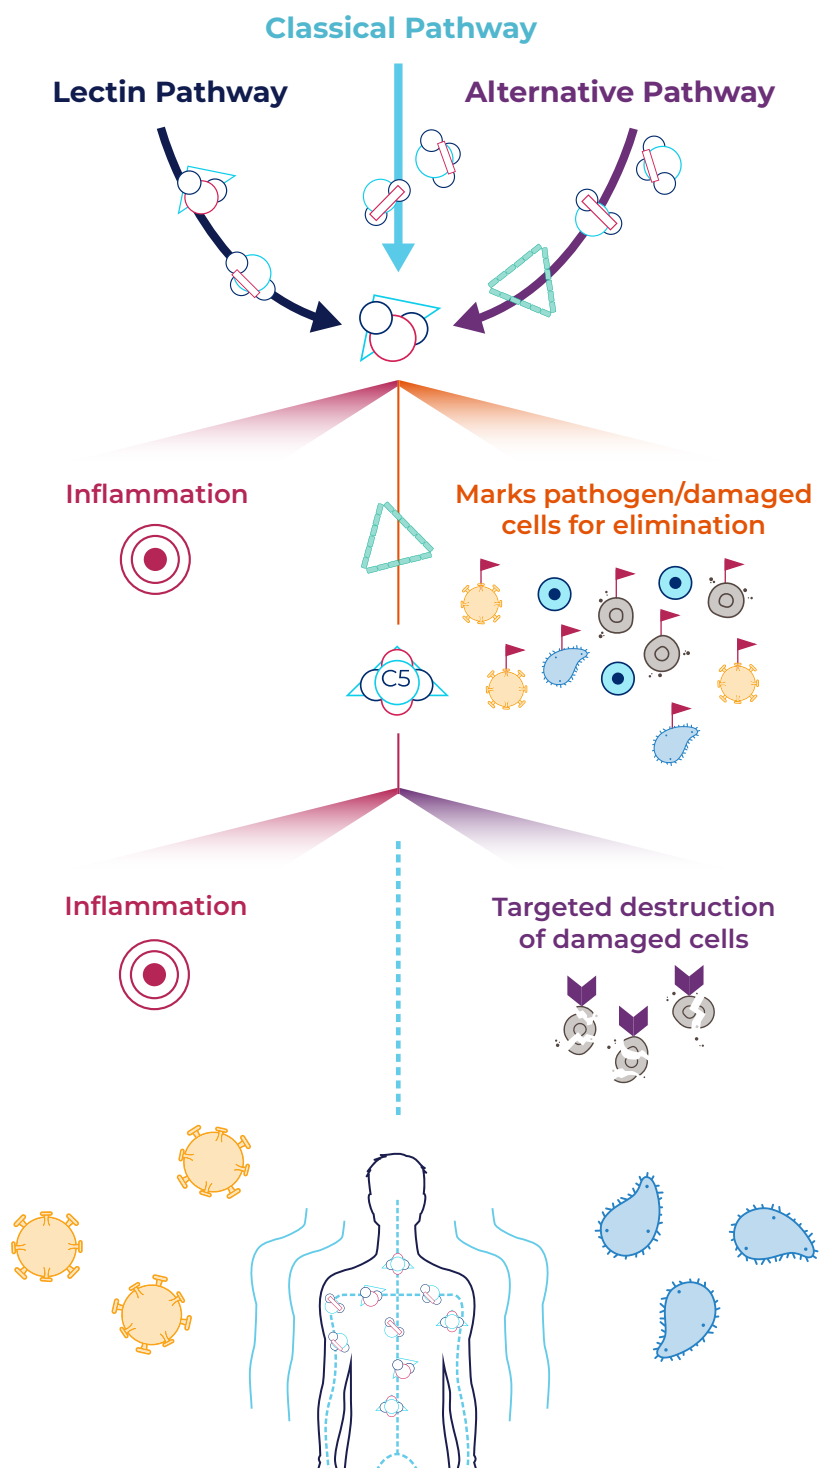 Classical Pathway
Lectin Pathway
Alternative Pathway
Inflammation
Marks pathogen/damaged
cells for elimination
C5
Inflammation
Targeted destruction
of damaged cells